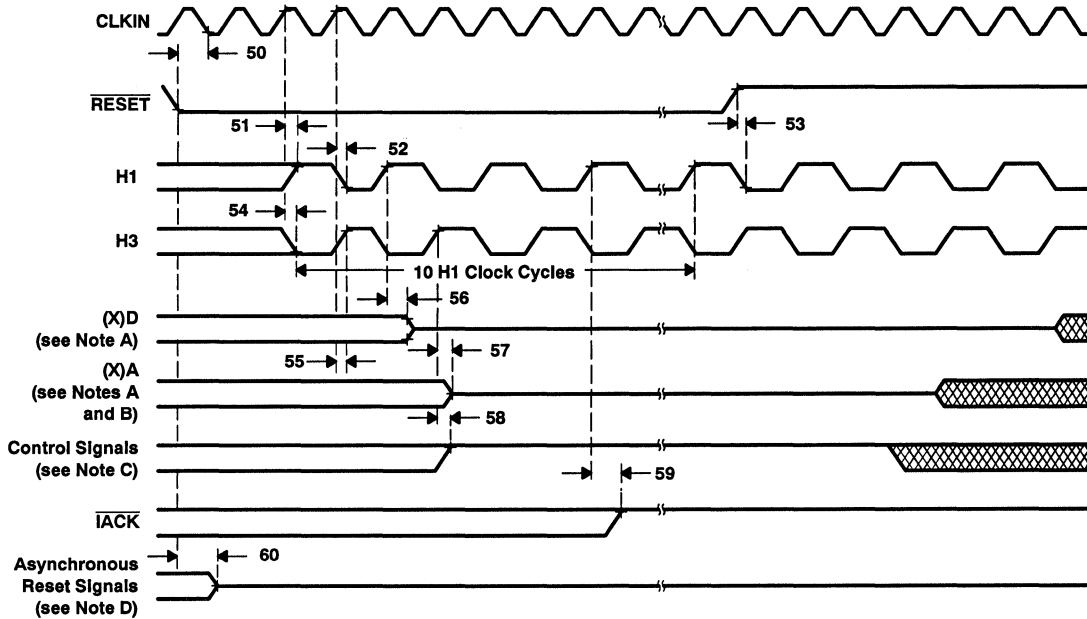 CLKIN
50
RESET
51
53
52
H1
54
H3
10 H1 Clock Cycles
56
(X)D
(see Note A)
57
55
(X)A
(see Notes A
and B)
58
Control Signals
(see Note C)
59
IACK
60
Asynchronous
Reset Signals
(see Note D)